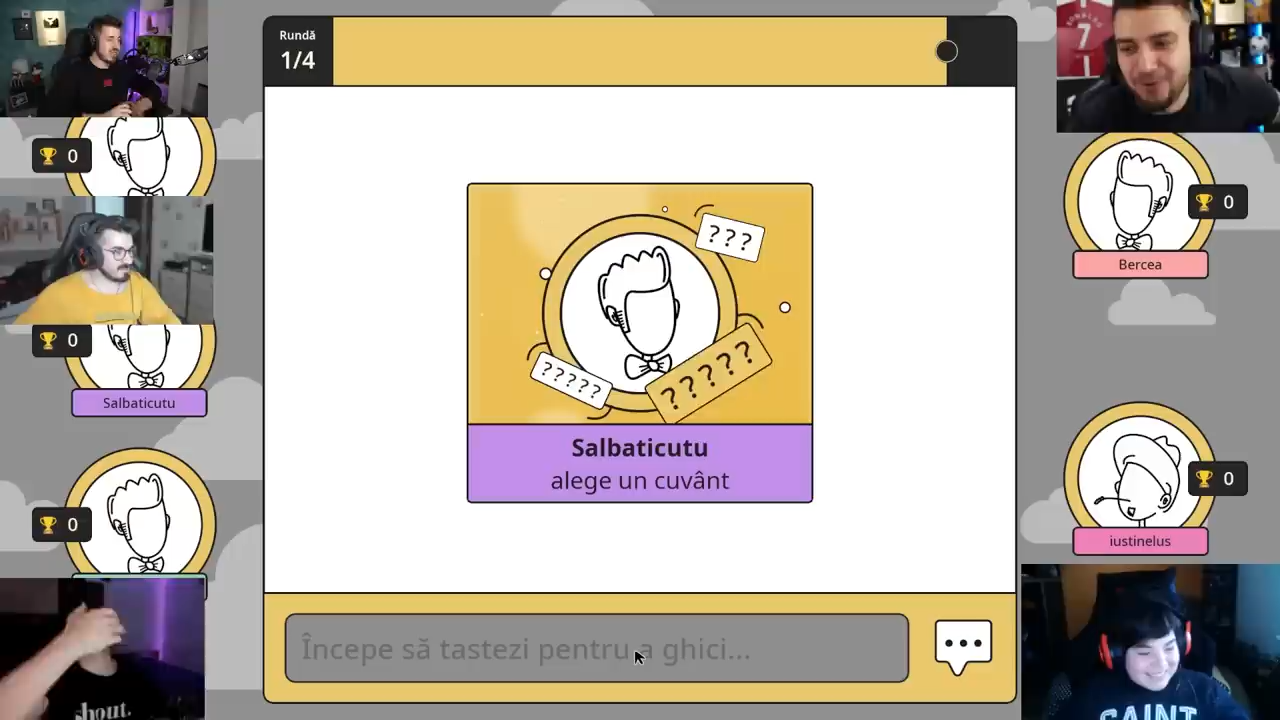 Rundă
1/4
0
0
Salbaticutu
0
???
?????
?????
Salbaticutu
alege un cuvânt
Începe să tastezi pentru a ghici...
RONALDO
7
0
Bercea
0
iustinelus
shout.
SAINT